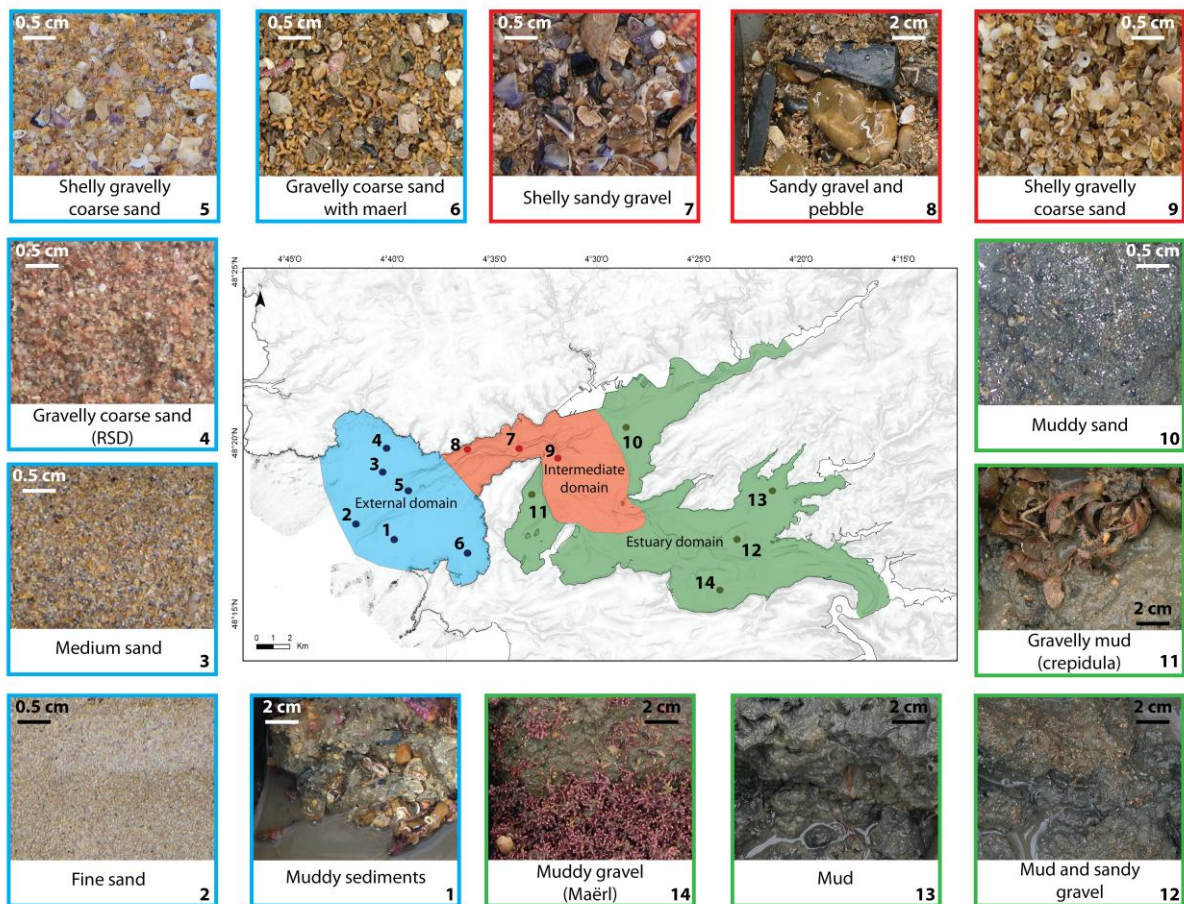 0.5 cm
Shelly gravelly
coarse sand
5
0.5 cm
Gravelly coarse sand
with maerl
6
0.5 cm
Shelly sandy gravel
7
2 cm
Sandy gravel and
pebble
8
0.5 cm
Shelly gravelly
coarse sand
9
0.5 cm
Gravelly coarse sand
(RSD)
4
0.5 cm
Medium sand
3
0.5 cm
Fine sand
2
2 cm
Muddy sediments
1
2 cm
Muddy gravel
(Maërl)
14
2 cm
Mud
13
2 cm
Mud and sandy
gravel
12
2 cm
Gravelly mud
(crepidula)
11
0.5 cm
Muddy sand
10
4°45'0 4°40'0 4°35'0 4°30'0 4°25'0 4°20'0 4°15'0
48°25'N
48°20'N
48°15'N
4
3
5
External domain
2
1
6
8
7
9
Intermediate
domain
10
11
13
Estuary domain
12
14
0 1 2
Km